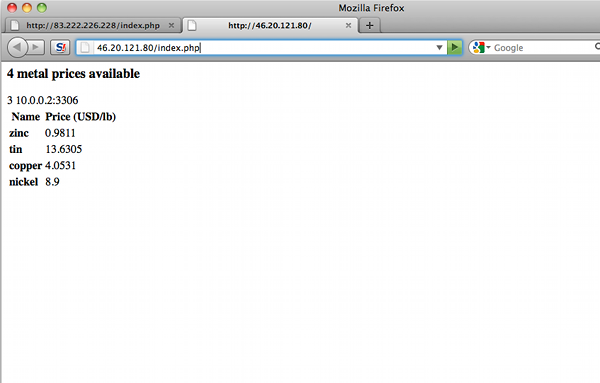 Mozilla Firefox
http://83.222.226.228/index.php
http://46.20.121.80/
46.20.121.80/index.php
Google
4 metal prices available
3 10.0.0.2:3306
Name Price (USD/lb)
zinc 0.9811
tin 13.6305
copper 4.0531
nickel 8.9